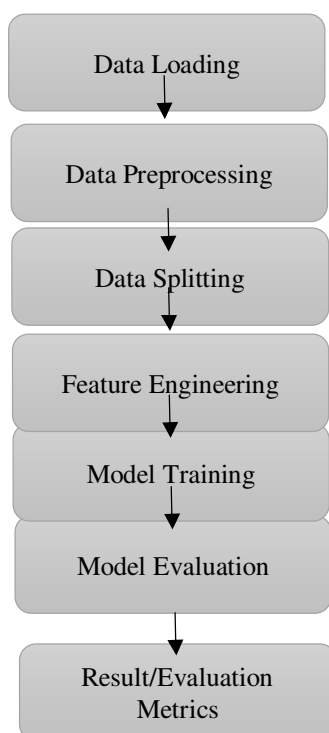 Data Loading
Data Preprocessing
Data Splitting
Feature Engineering
Model Training
Model Evaluation
Result/Evaluation
Metrics